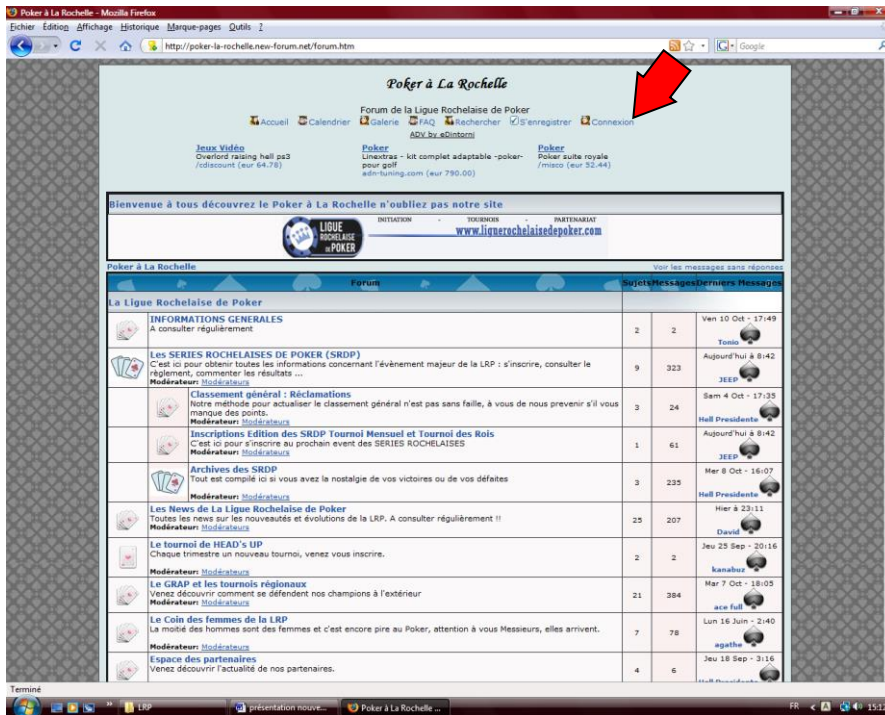 Poker à La Rochelle - Mozilla Firefox
Fichier Edition Affichage Historique Marque-pages Outils ?
http://poker-la-rochelle.new-forum.net/forum.htm
Google
Poker à La Rochelle
Forum de la Ligue Rochelaise de Poker
Accueil Calendrier Galerie FAQ Rechercher S'enregistrer Connexion
ADV by eDintorni
Jeux Vidéo
Overlord raising hell ps3
/cdiscount (eur 64.78)
Poker
Linextras - kit complet adaptable -poker-
pour golf
adn-tuning.com (eur 790.00)
Poker
Poker suite royale
/misco (eur 52.44)
Bienvenue à tous découvrez le Poker à La Rochelle n'oubliez pas notre site
LIGUE
ROCHELAISE
DE POKER
INITIATION - TOURNOIS - PARTENARIAT
www.lignerochelaisedepoker.com
Poker à La Rochelle
Voir les messages sans réponses
Forum Sujets Messages Derniers Messages
La Ligue Rochelaise de Poker
INFORMATIONS GENERALES
A consulter régulièrement
2 2
Ven 10 Oct - 17:49
Tonio
Les SERIES ROCHELAISES DE POKER (SRDP)
C'est ici pour obtenir toutes les informations concernant l'évènement majeur de la LRP : s'inscrire, consulter le
règlement, commenter les résultats ...
Modérateur: Modérateurs
9 323
Aujourd'hui à 8:42
JEEP
Classement général : Réclamations
Notre méthode pour actualiser le classement général n'est pas sans faille, à vous de nous prevenir s'il vous
manque des points.
Modérateur: Modérateurs
3 24
Sam 4 Oct - 17:35
Hell Presidente
Inscriptions Edition des SRDP Tournoi Mensuel et Tournoi des Rois
C'est ici pour s'inscrire au prochain event des SERIES ROCHELAISES
1 61
Aujourd'hui à 8:42
JEEP
Archives des SRDP
Tout est compilé ici si vous avez la nostalgie de vos victoires ou de vos défaites
Modérateur: Modérateurs
3 235
Mer 8 Oct - 16:07
Hell Presidente
Les News de La Ligue Rochelaise de Poker
Toutes les news sur les nouveautés et évolutions de la LRP. A consulter régulièrement !!
Modérateur: Modérateurs
25 207
Hier à 23:11
David
Le tournoi de HEAD's UP
Chaque trimestre un nouveau tournoi, venez vous inscrire.
Modérateur: Modérateurs
2 2
Jeu 25 Sep - 20:16
kanabuz
Le GRAP et les tournois régionaux
Venez découvrir comment se défendent nos champions à l'extérieur
Modérateur: Modérateurs
21 384
Mar 7 Oct - 18:05
ace full
Le Coin des femmes de la LRP
La moitié des hommes sont des femmes et c'est encore pire au Poker, attention à vous Messieurs, elles arrivent.
Modérateur: Modérateurs
7 78
Lun 16 Juin - 2:40
agathe
Espace des partenaires
Venez découvrir l'actualité de nos partenaires.
4 6
Jeu 18 Sep - 3:16
Terminé
LRP présentation nouve... Poker à La Rochelle ... FR 15:12